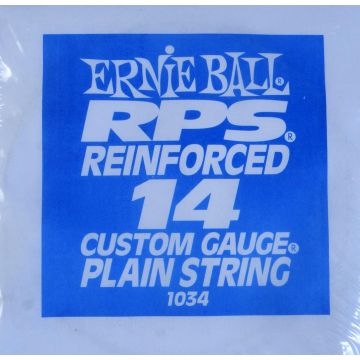 ERNIE BALL®
RPS®
REINFORCED
14
CUSTOM GAUGE®
PLAIN STRING
1034